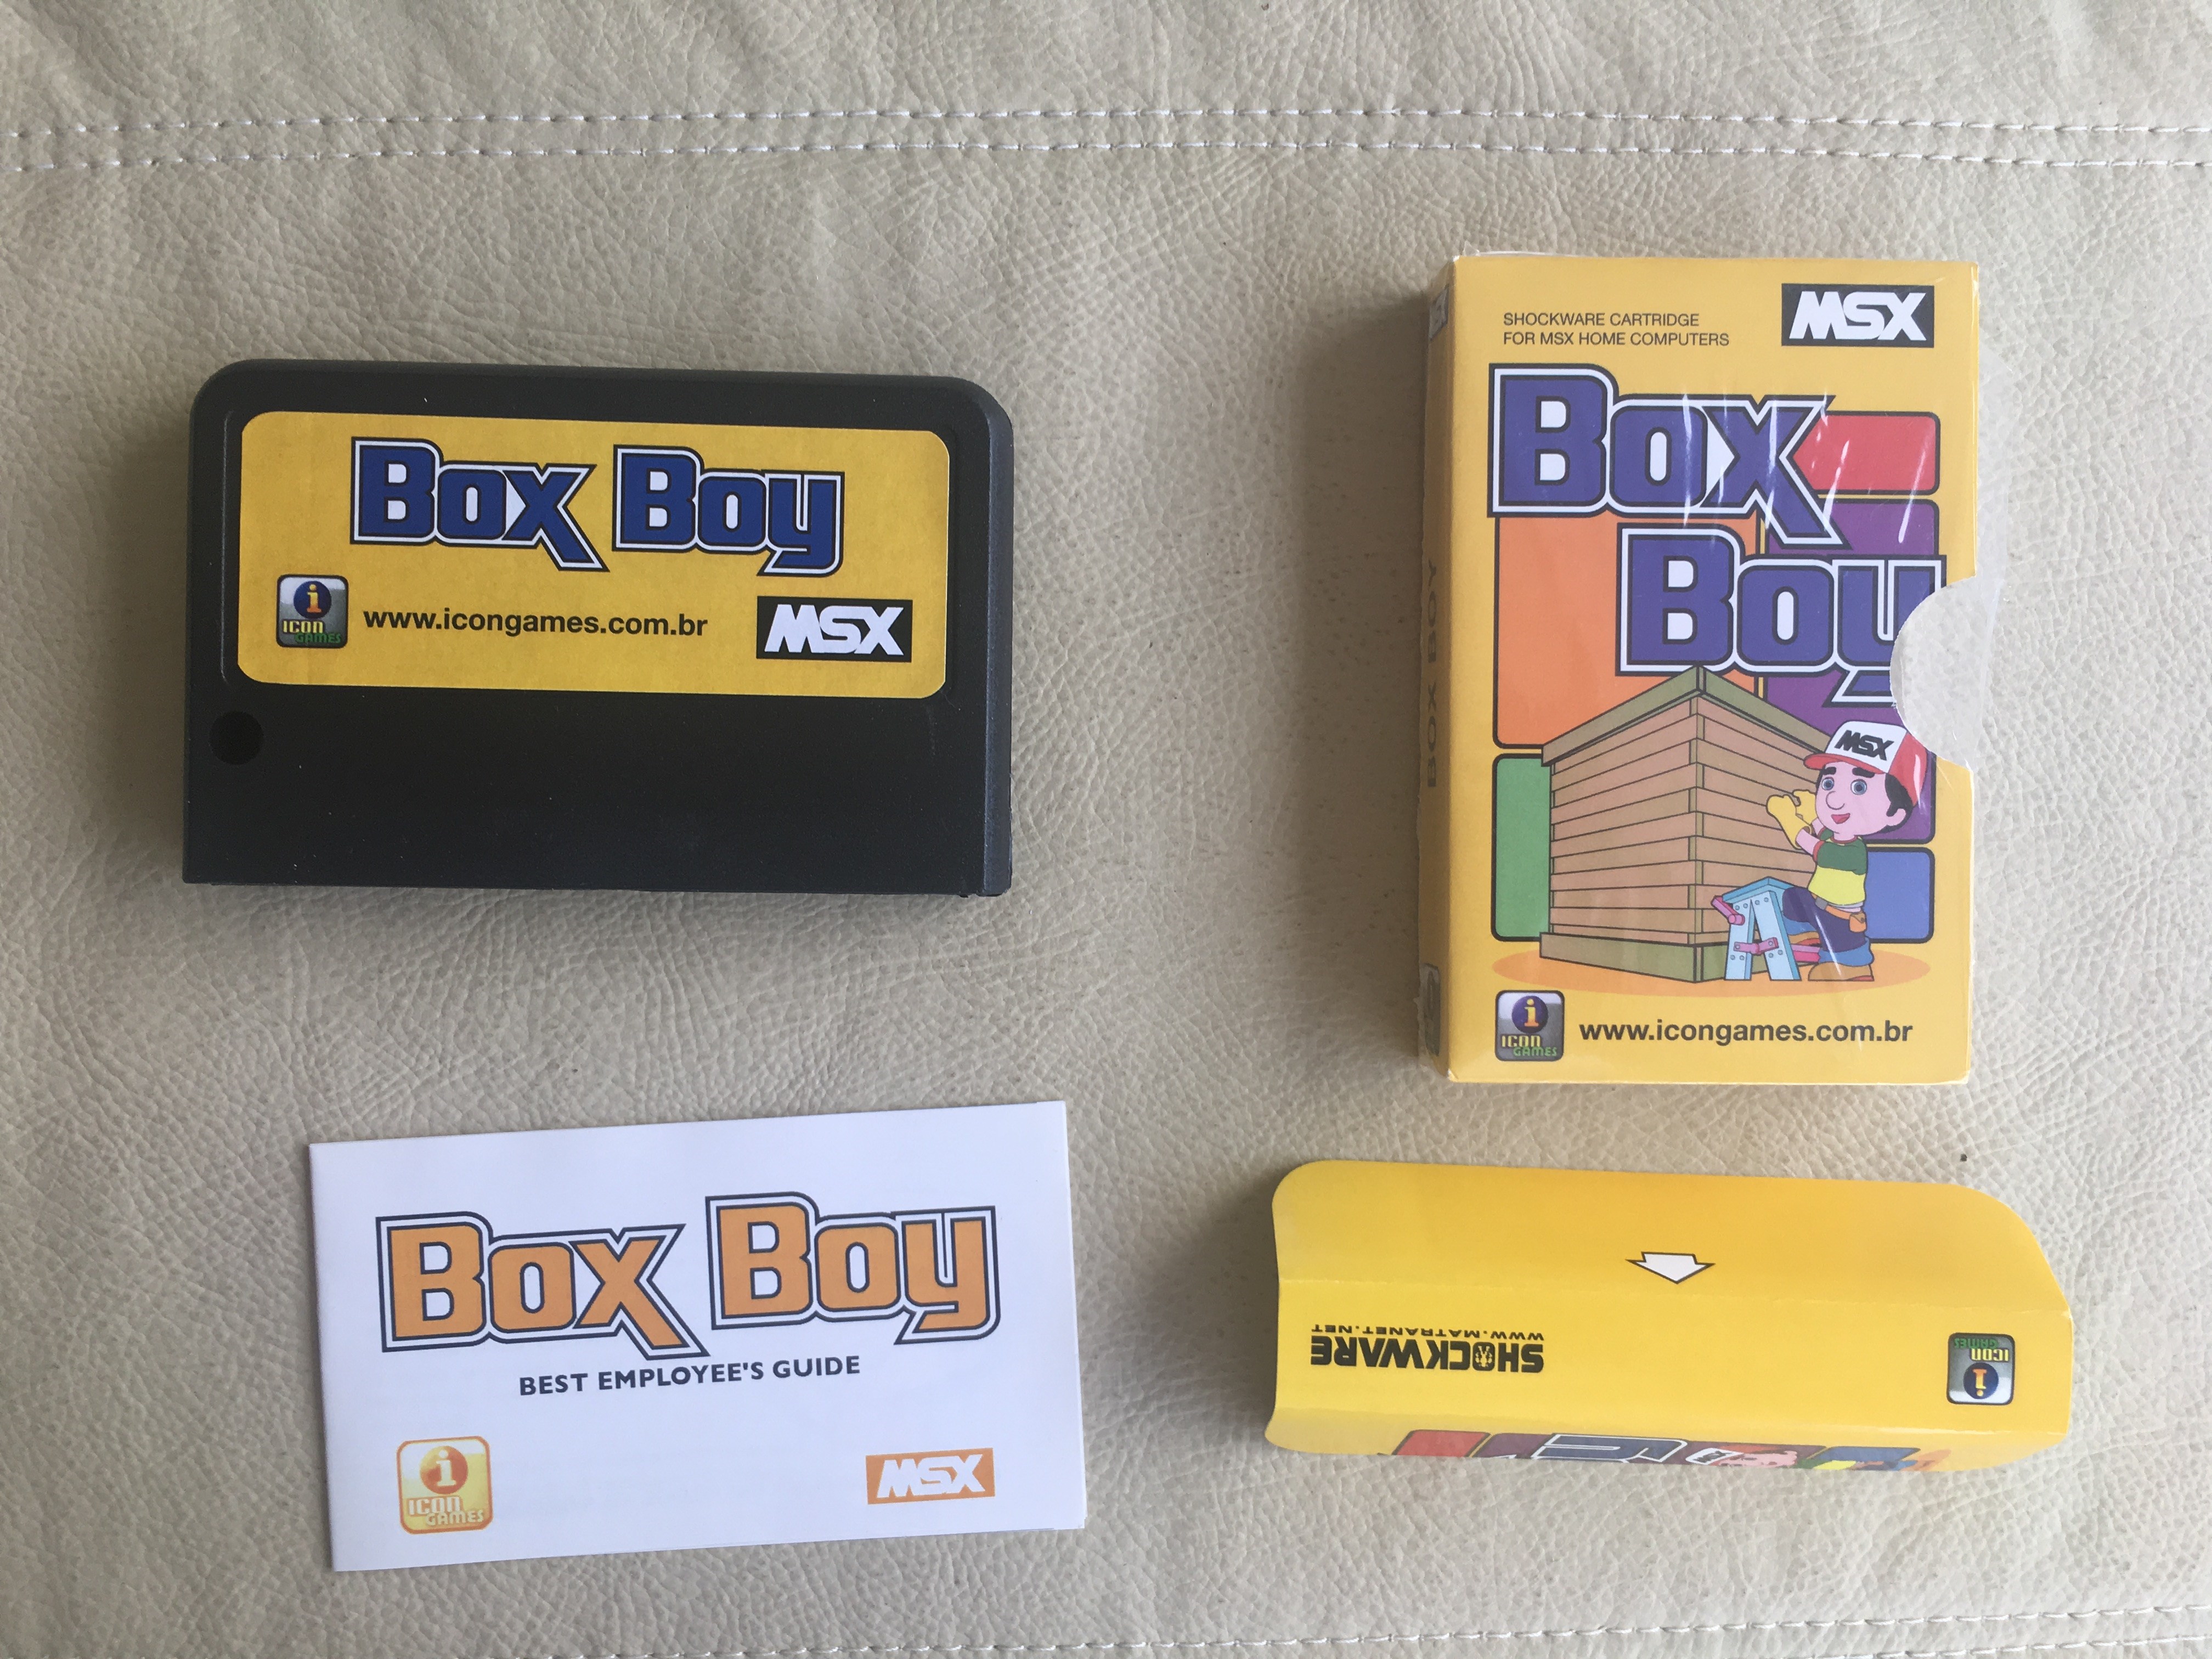 Box Boy
i
ICON
GAMES
www.icongames.com.br
MSX
SHOCKWARE CARTRIDGE
FOR MSX HOME COMPUTERS
MSX
Box
Boy
MSX
BOX BOY
i
ICON
GAMES
www.icongames.com.br
Box Boy
BEST EMPLOYEE'S GUIDE
i
ICON
GAMES
MSX
SHOCKWARE
WWW.MATRANET.NET
i
ICON
GAMES